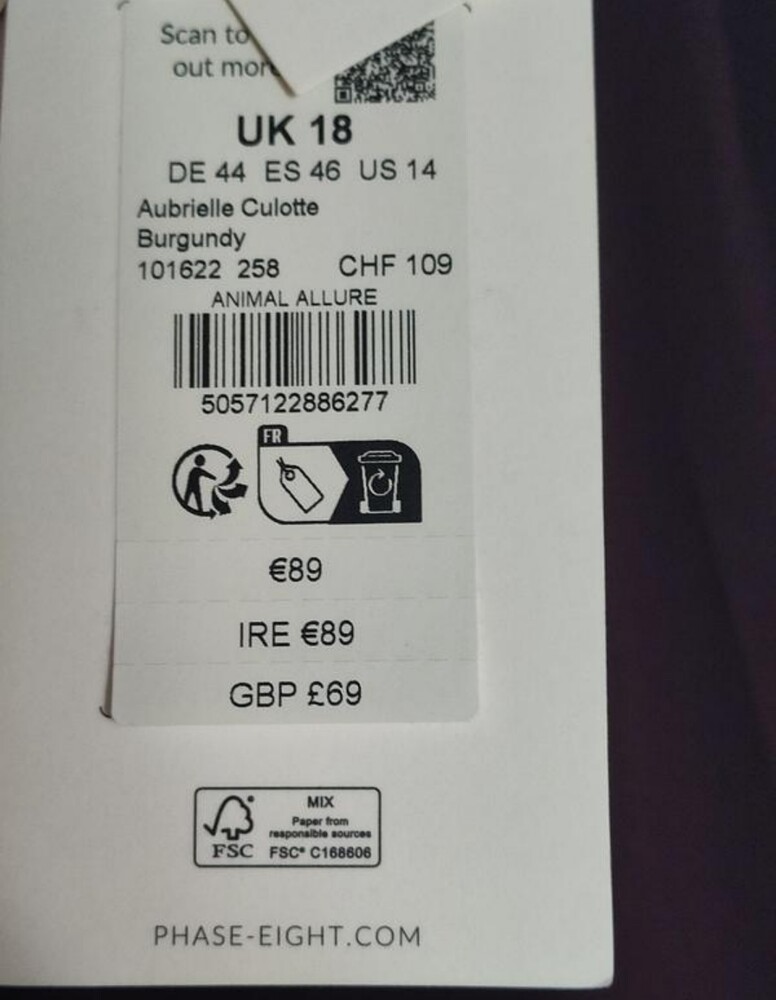 Scan to
out more
UK 18
DE 44 ES 46 US 14
Aubrielle Culotte
Burgundy
101622 258 CHF 109
ANIMAL ALLURE
5057122886277
FR
€89
IRE €89
GBP £69
MIX
Paper from
responsible sources
FSC FSC® C168606
PHASE-EIGHT.COM